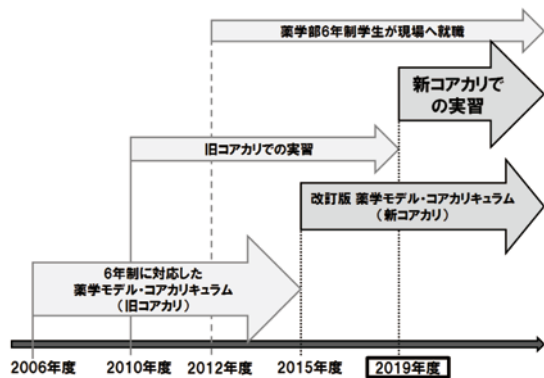 薬学部6年制学生が現場へ就職
新コアカリで
の実習
旧コアカリでの実習
改訂版 薬学モデル・コアカリキュラム
（新コアカリ）
6年制に対応した
薬学モデル・コアカリキュラム
（旧コアカリ）
2006年度 2010年度 2012年度 2015年度 2019年度